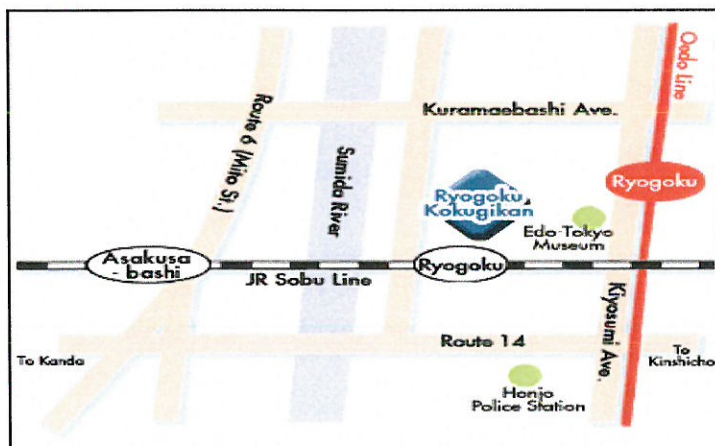 Oedo Line
Route 6 (Mito St.)
Kuramaebashi Ave.
Sumida River
Ryogoku
Kokugikan
Ryogoku
Edo-Tokyo
Museum
Asakusa
- bashi
JR Sobu Line
Ryogoku
Kiyosumi Ave.
Route 14
To Kanda
To
Kinshicho
Honjo
Police Station